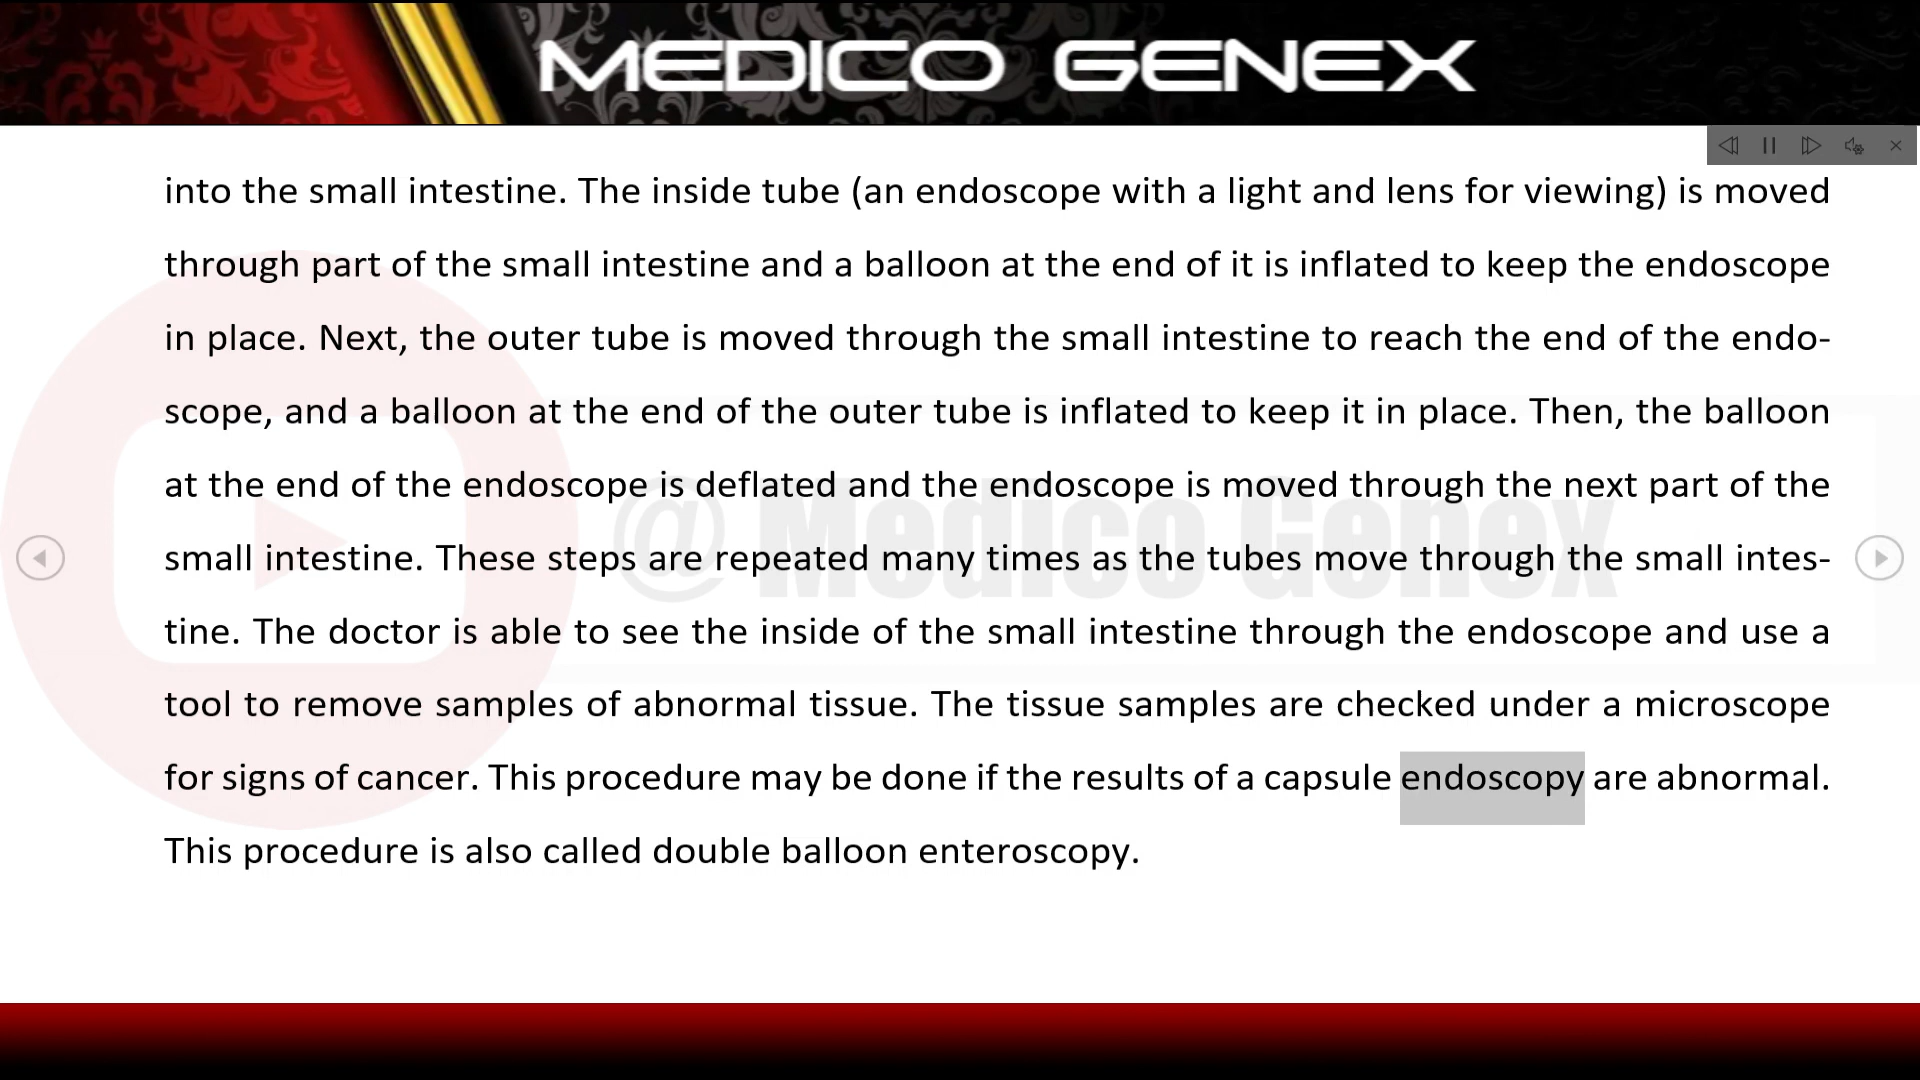 MEDICO GENEX
into the small intestine. The inside tube (an endoscope with a light and lens for viewing) is moved
through part of the small intestine and a balloon at the end of it is inflated to keep the endoscope
in place. Next, the outer tube is moved through the small intestine to reach the end of the endo-
scope, and a balloon at the end of the outer tube is inflated to keep it in place. Then, the balloon
at the end of the endoscope is deflated and the endoscope is moved through the next part of the
small intestine. These steps are repeated many times as the tubes move through the small intes-
tine. The doctor is able to see the inside of the small intestine through the endoscope and use a
tool to remove samples of abnormal tissue. The tissue samples are checked under a microscope
for signs of cancer. This procedure may be done if the results of a capsule endoscopy are abnormal.
This procedure is also called double balloon enteroscopy.
@ Medico Genex